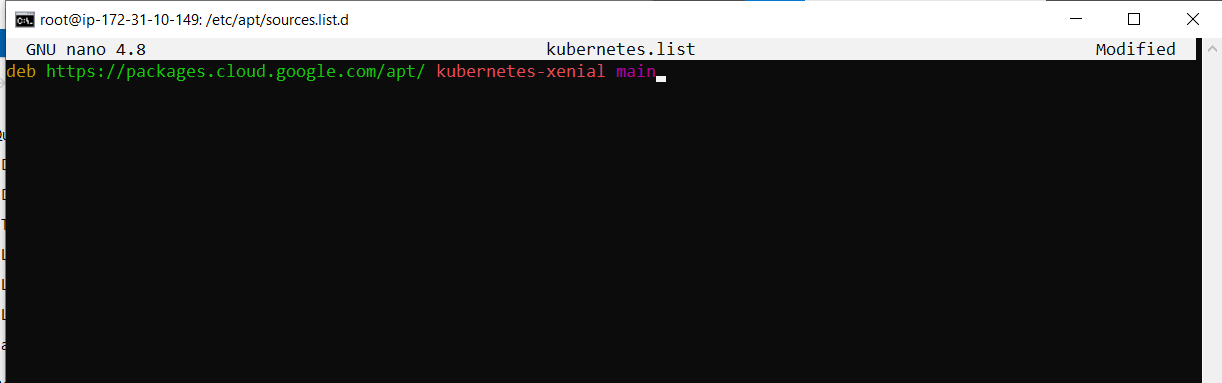 root@ip-172-31-10-149: /etc/apt/sources.list.d
GNU nano 4.8 kubernetes.list Modified
deb https://packages.cloud.google.com/apt/ kubernetes-xenial main